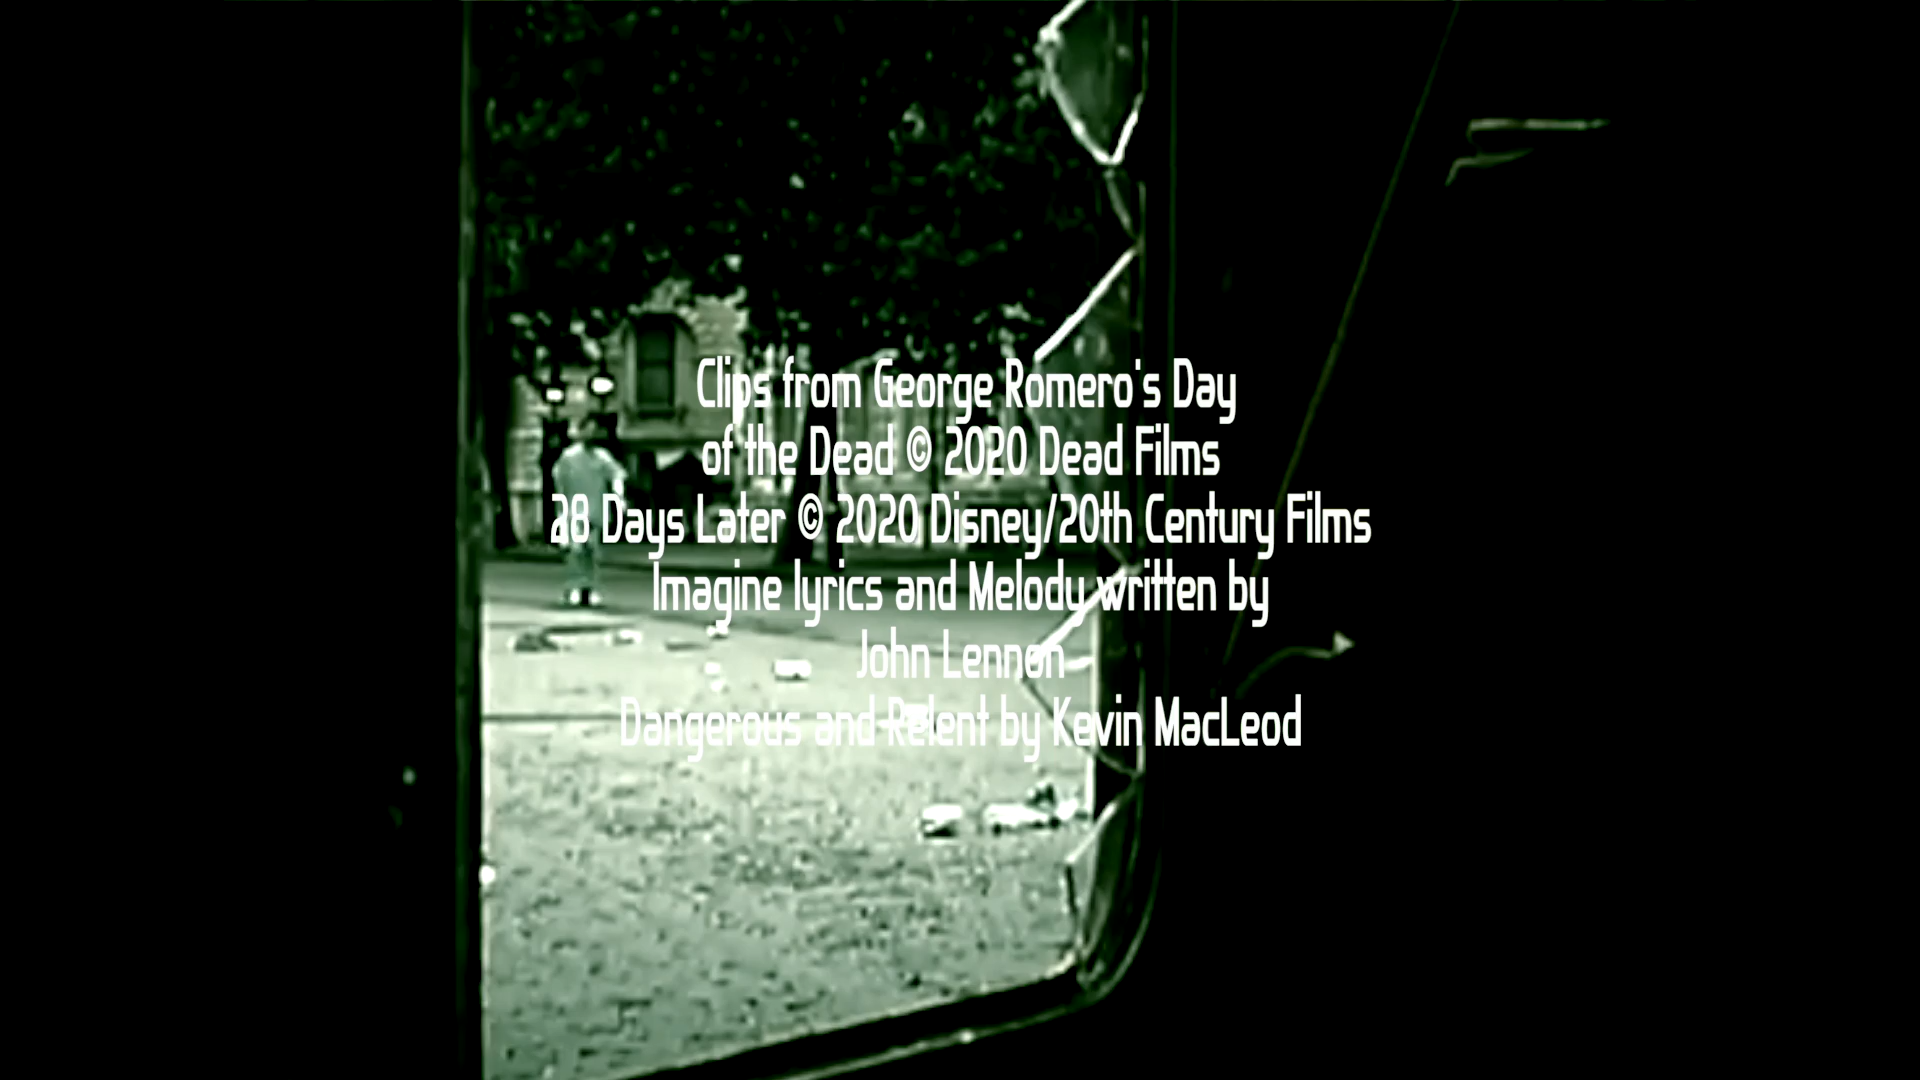 Clips from George Romero's Day
of the Dead © 2020 Dead Films
28 Days Later © 2020 Disney/20th Century Films
Imagine lyrics and Melody written by
John Lennon
Dangerous and Relent by Kevin MacLeod